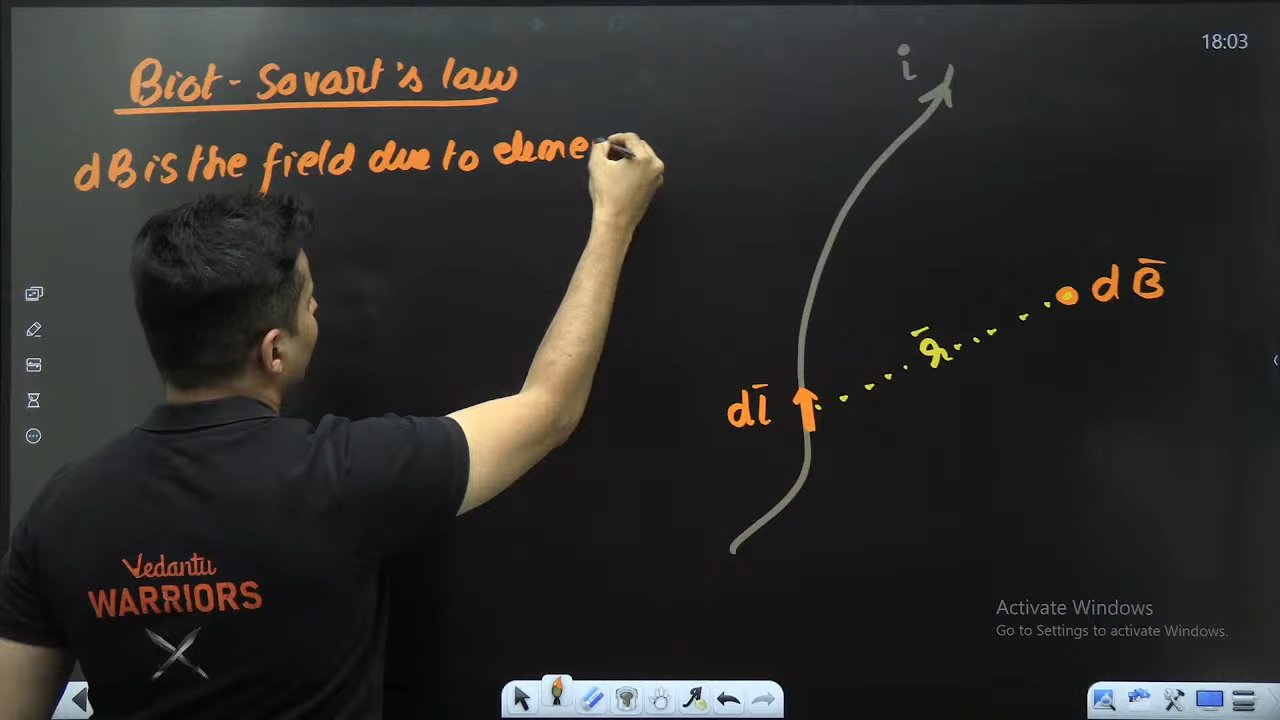 18:03
Biot-Savart's law
i
dB is the field due to eleme
dB̄
r̄
dl̄
Vedantu
WARRIORS
Activate Windows
Go to Settings to activate Windows.